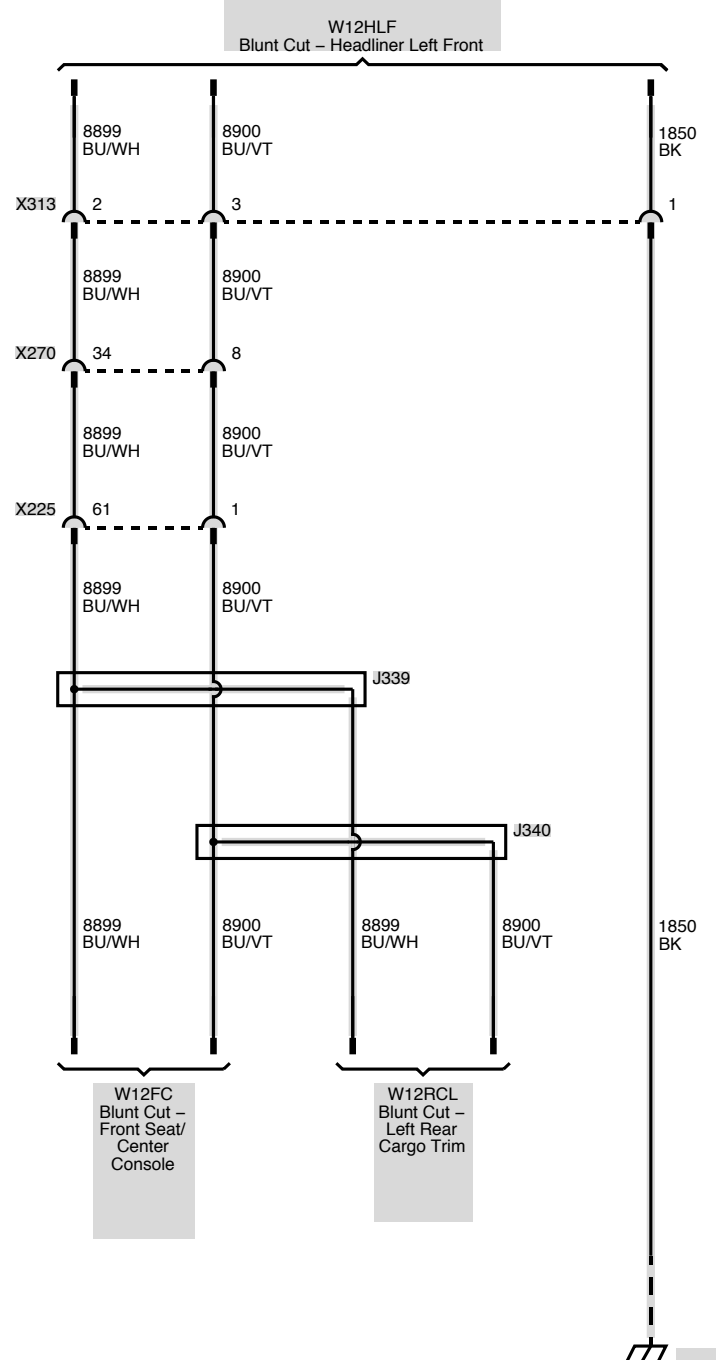 W12HLF
Blunt Cut – Headliner Left Front
8899
BU/WH
8900
BU/VT
1850
BK
X313
2
3
1
8899
BU/WH
8900
BU/VT
X270
34
8
8899
BU/WH
8900
BU/VT
X225
61
1
8899
BU/WH
8900
BU/VT
J339
J340
8899
BU/WH
8900
BU/VT
8899
BU/WH
8900
BU/VT
1850
BK
W12FC
Blunt Cut –
Front Seat/
Center
Console
W12RCL
Blunt Cut –
Left Rear
Cargo Trim